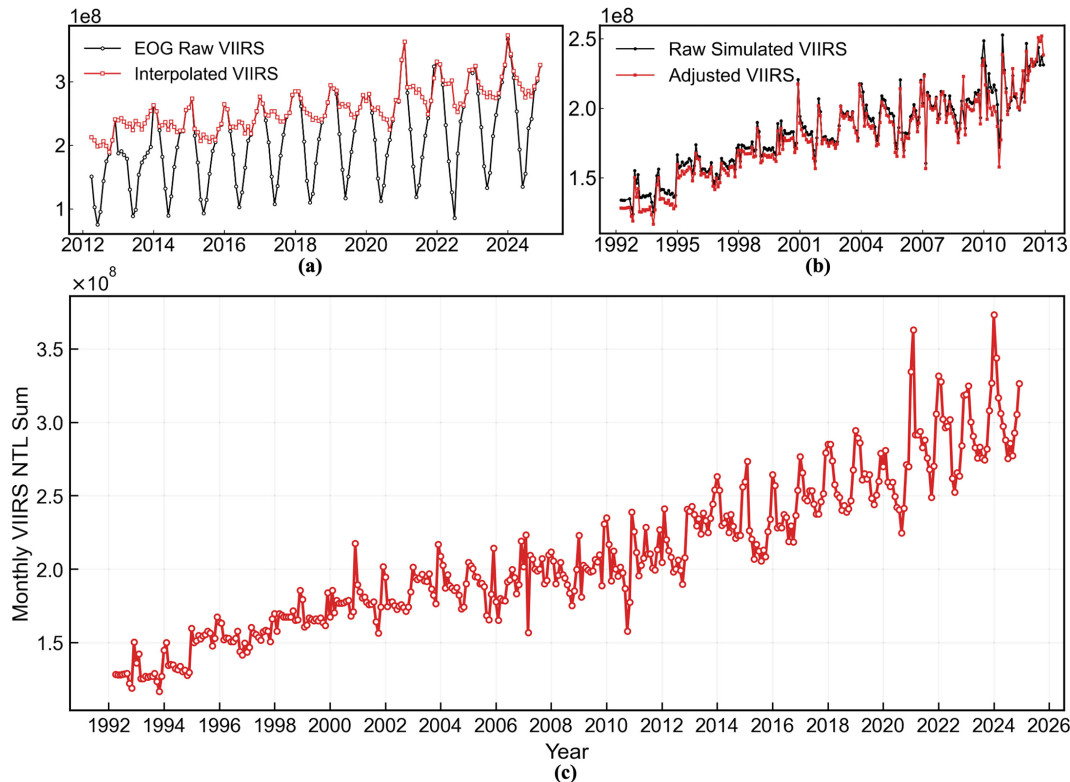 1e8
EOG Raw VIIRS
Interpolated VIIRS
3
2
1
2012 2014 2016 2018 2020 2022 2024
(a)
1e8
2.5
2.0
1.5
Raw Simulated VIIRS
Adjusted VIIRS
1992 1995 1998 2001 2004 2007 2010 2013
(b)
×10⁸
3.5
3.0
2.5
2.0
1.5
Monthly VIIRS NTL Sum
1992 1994 1996 1998 2000 2002 2004 2006 2008 2010 2012 2014 2016 2018 2020 2022 2024 2026
Year
(c)